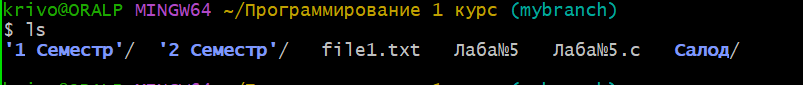 krivo@ORALP MINGW64 ~/Программирование 1 курс (mybranch)
$ ls
'1 Семестр'/  '2 Семестр'/  file1.txt  Лаба№5  Лаба№5.c  Салод/